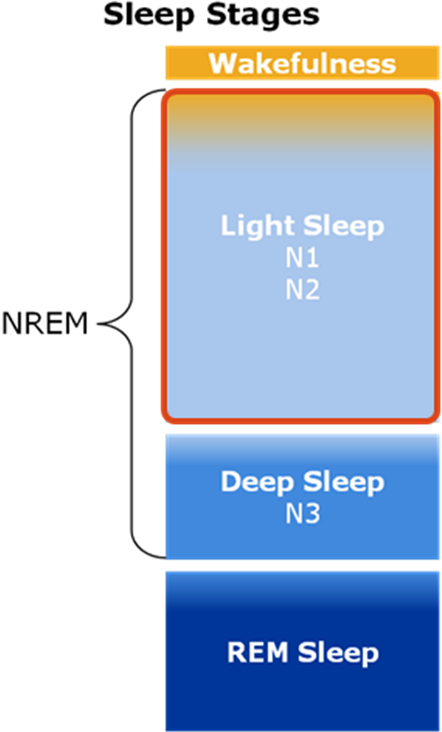 Sleep Stages
Wakefulness
Light Sleep
N1
N2
NREM
Deep Sleep
N3
REM Sleep